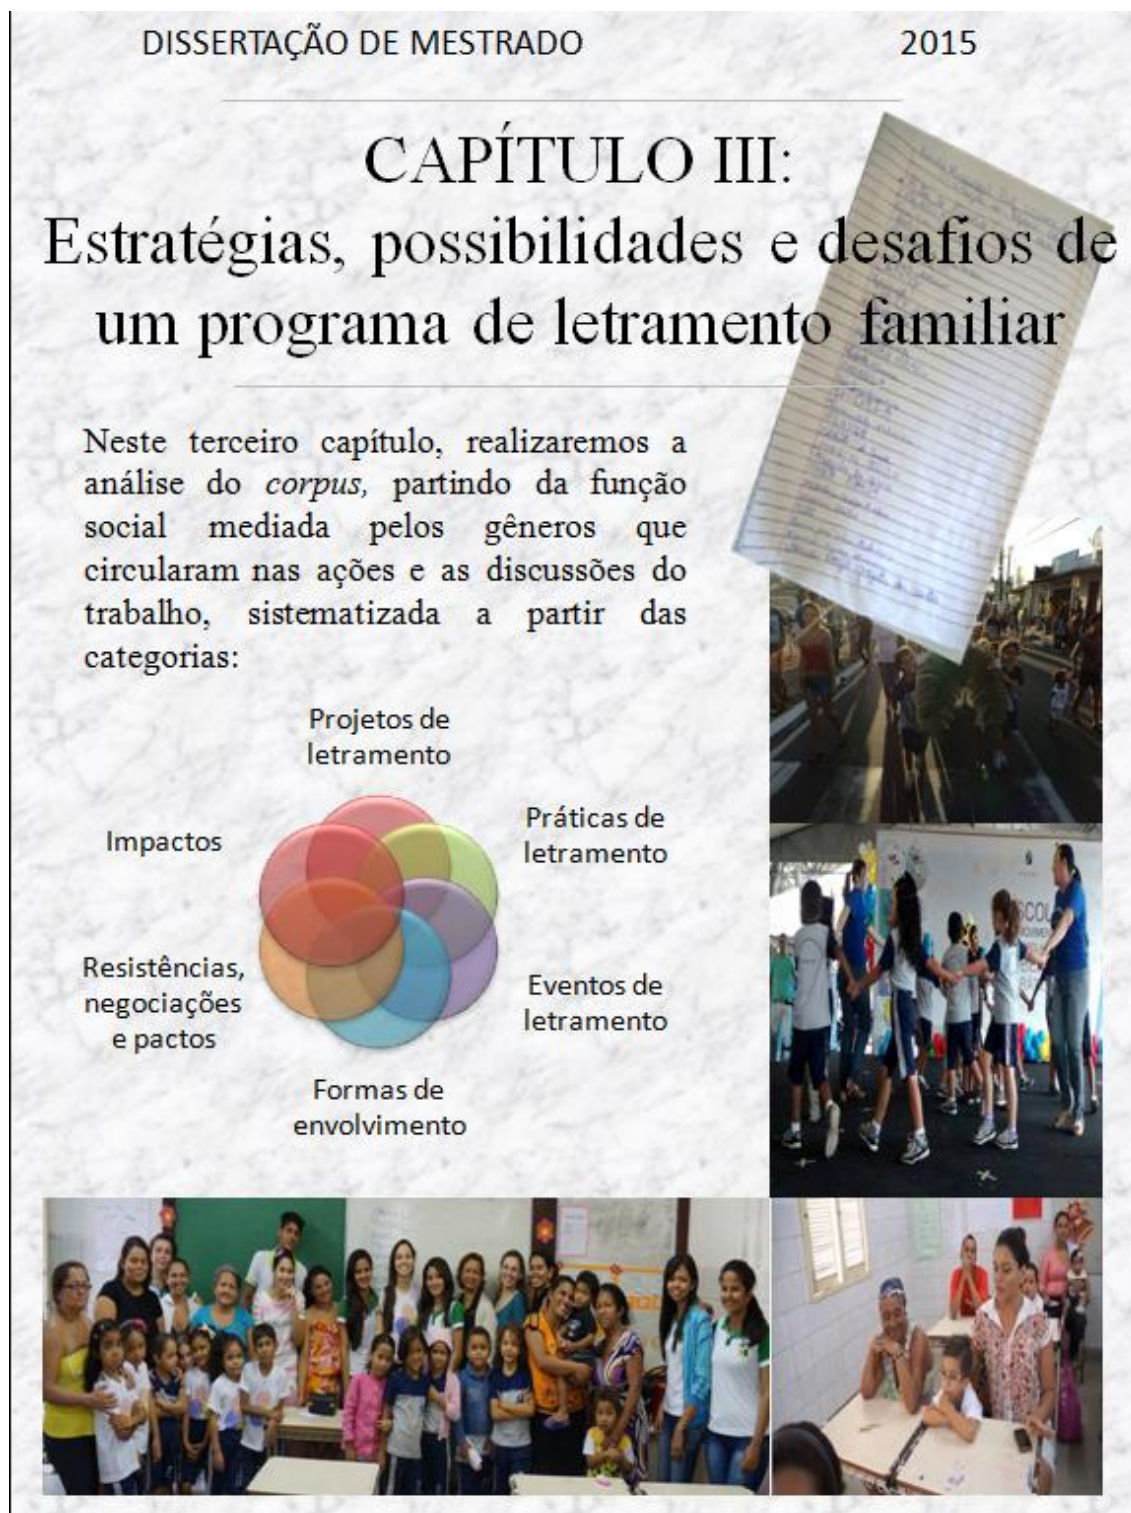 DISSERTAÇÃO DE MESTRADO 2015
CAPÍTULO III:
Estratégias, possibilidades e desafios de
um programa de letramento familiar
Neste terceiro capítulo, realizaremos a
análise do corpus, partindo da função
social mediada pelos gêneros que
circularam nas ações e as discussões do
trabalho, sistematizada a partir das
categorias:
Projetos de
letramento
Práticas de
letramento
Impactos
Resistências,
negociações
e pactos
Eventos de
letramento
Formas de
envolvimento